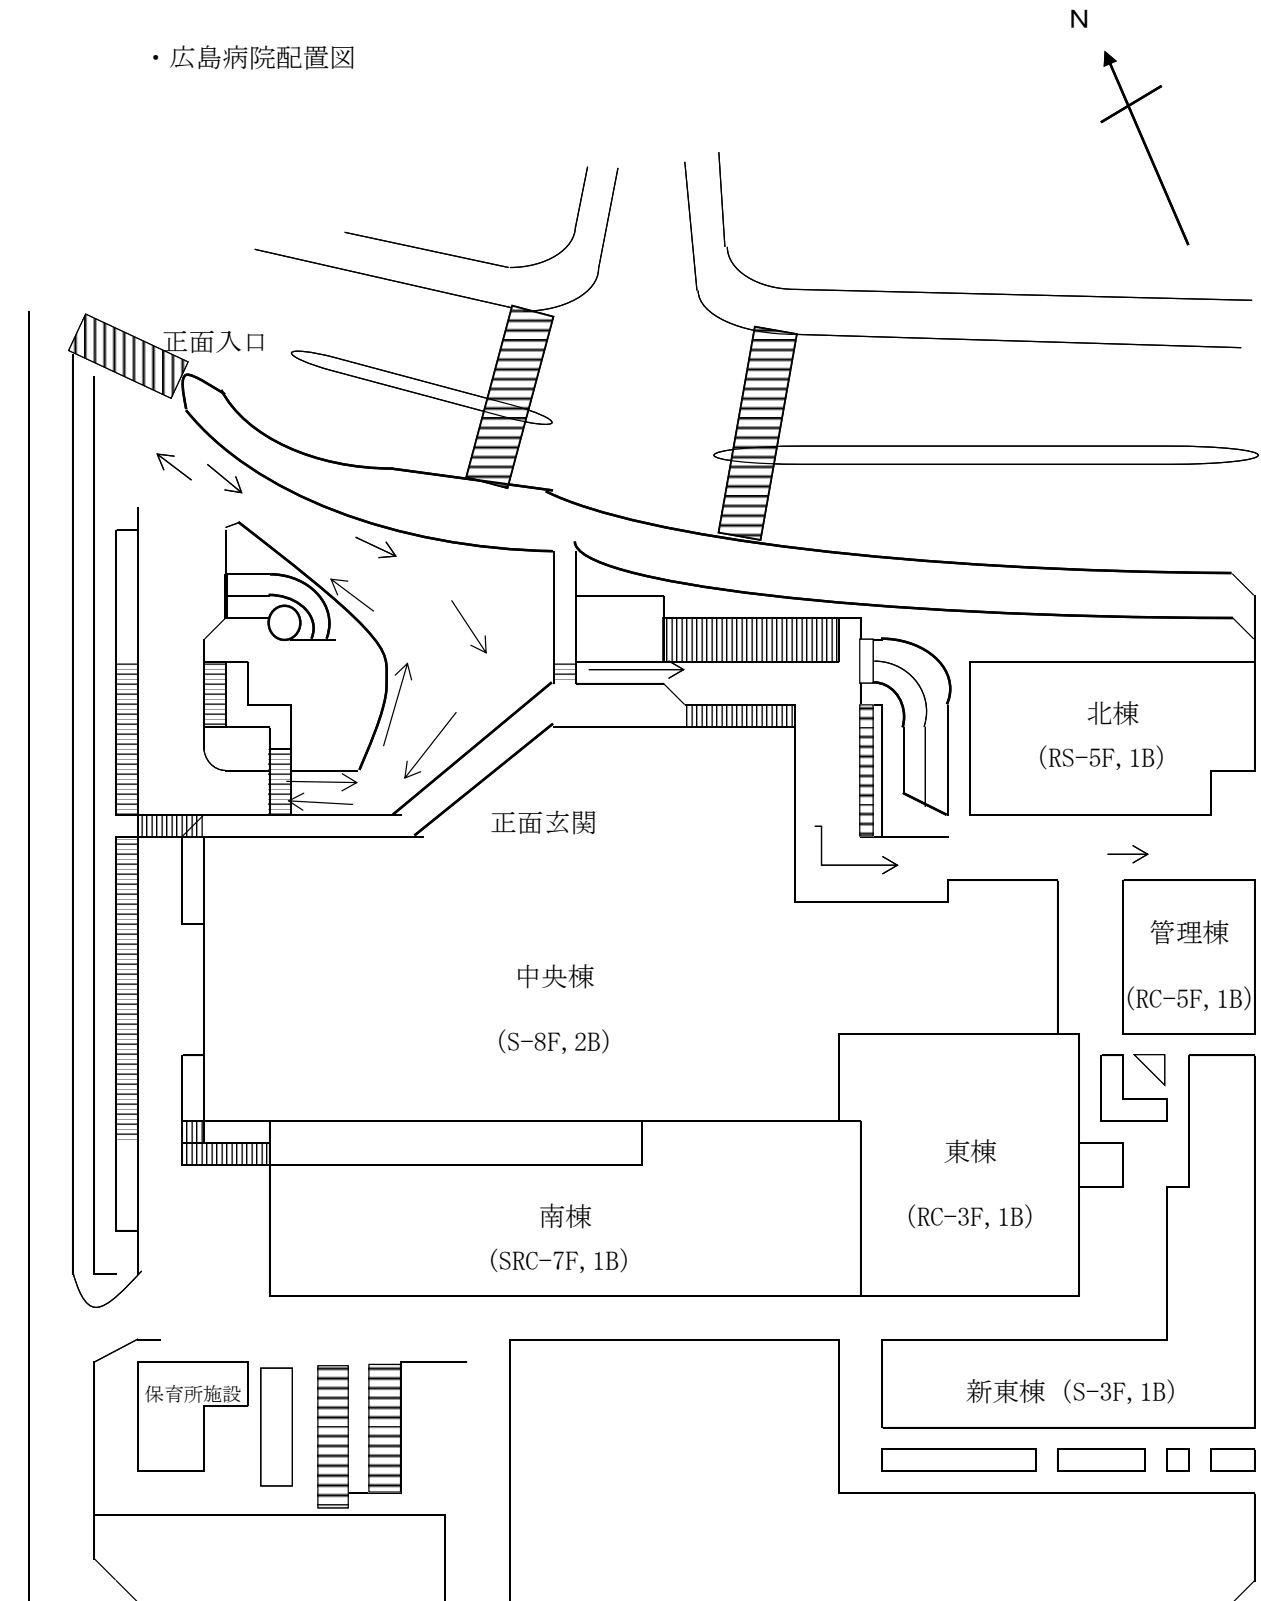 N
・広島病院配置図
正面入口
北棟
(RS-5F,1B)
正面玄関
管理棟
(RC-5F,1B)
中央棟
(S-8F,2B)
東棟
(RC-3F,1B)
南棟
(SRC-7F,1B)
保育所施設
新東棟 (S-3F,1B)